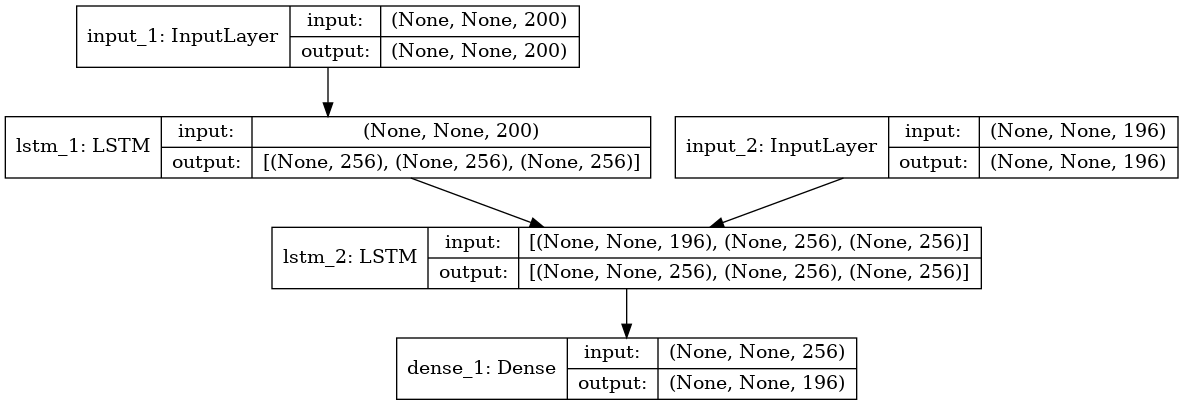 input_1: InputLayer
input:
(None, None, 200)
output:
(None, None, 200)
lstm_1: LSTM
input:
(None, None, 200)
output:
[(None, 256), (None, 256), (None, 256)]
input_2: InputLayer
input:
(None, None, 196)
output:
(None, None, 196)
lstm_2: LSTM
input:
[(None, None, 196), (None, 256), (None, 256)]
output:
[(None, None, 256), (None, 256), (None, 256)]
dense_1: Dense
input:
(None, None, 256)
output:
(None, None, 196)